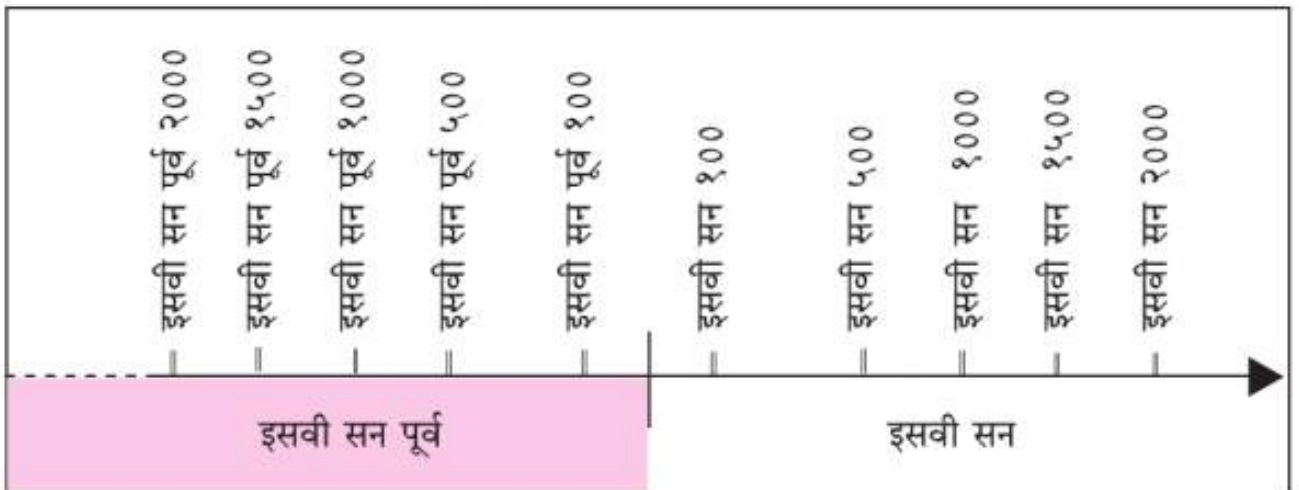 इसवी सन पूर्व २०००
इसवी सन पूर्व १५००
इसवी सन पूर्व १०००
इसवी सन पूर्व ५००
इसवी सन पूर्व १००
इसवी सन १००
इसवी सन ५००
इसवी सन १०००
इसवी सन १५००
इसवी सन २०००
इसवी सन पूर्व
इसवी सन